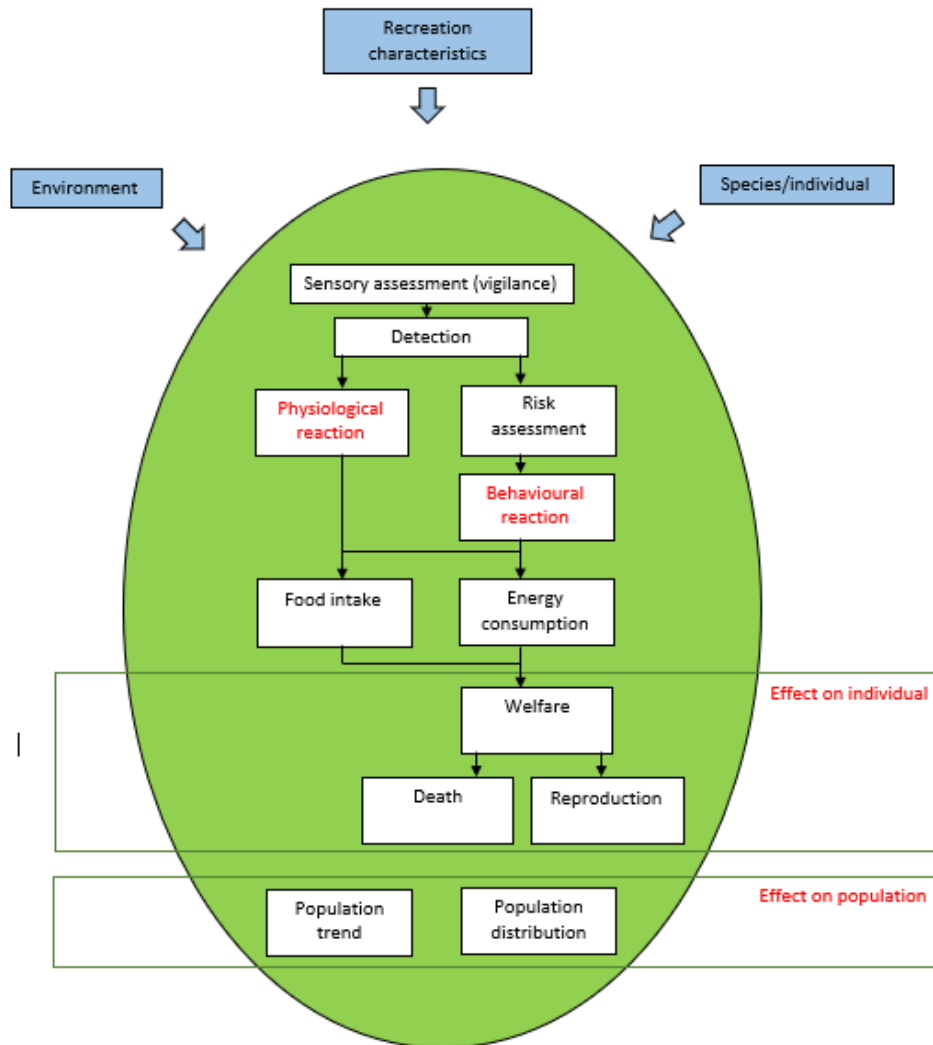 Recreation
characteristics
Environment
Species/individual
Sensory assessment (vigilance)
Detection
Physiological
reaction
Risk
assessment
Behavioural
reaction
Food intake
Energy
consumption
Effect on individual
Welfare
Death
Reproduction
Effect on population
Population
trend
Population
distribution